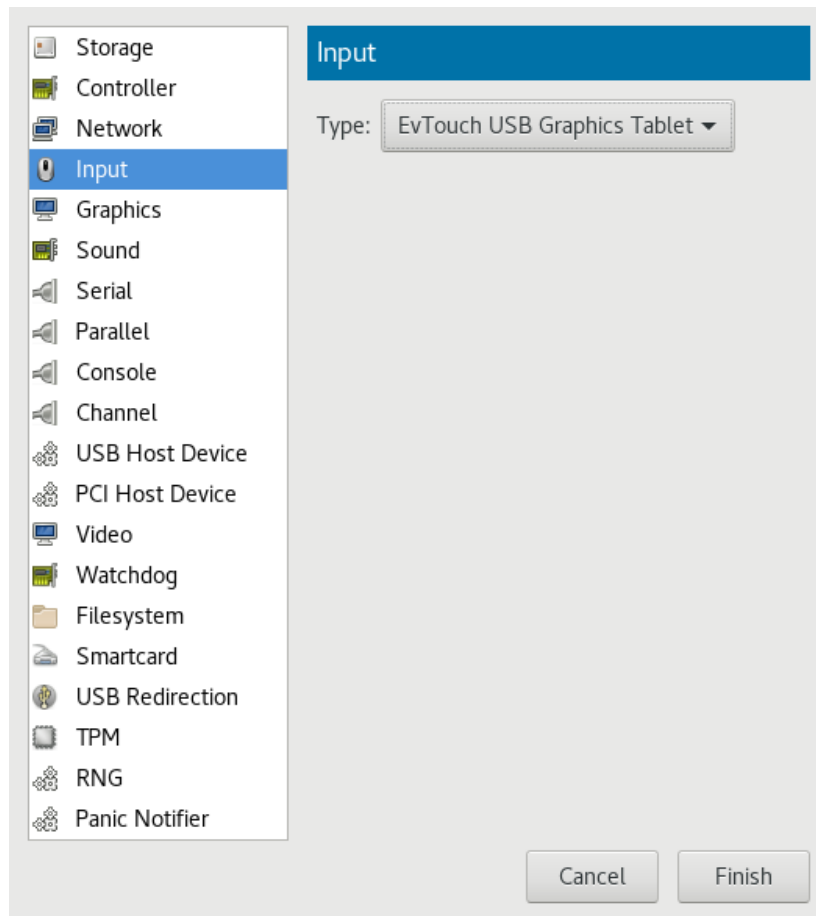 Storage
Controller
Network
Input
Graphics
Sound
Serial
Parallel
Console
Channel
USB Host Device
PCI Host Device
Video
Watchdog
Filesystem
Smartcard
USB Redirection
TPM
RNG
Panic Notifier
Input
Type: EvTouch USB Graphics Tablet
Cancel Finish